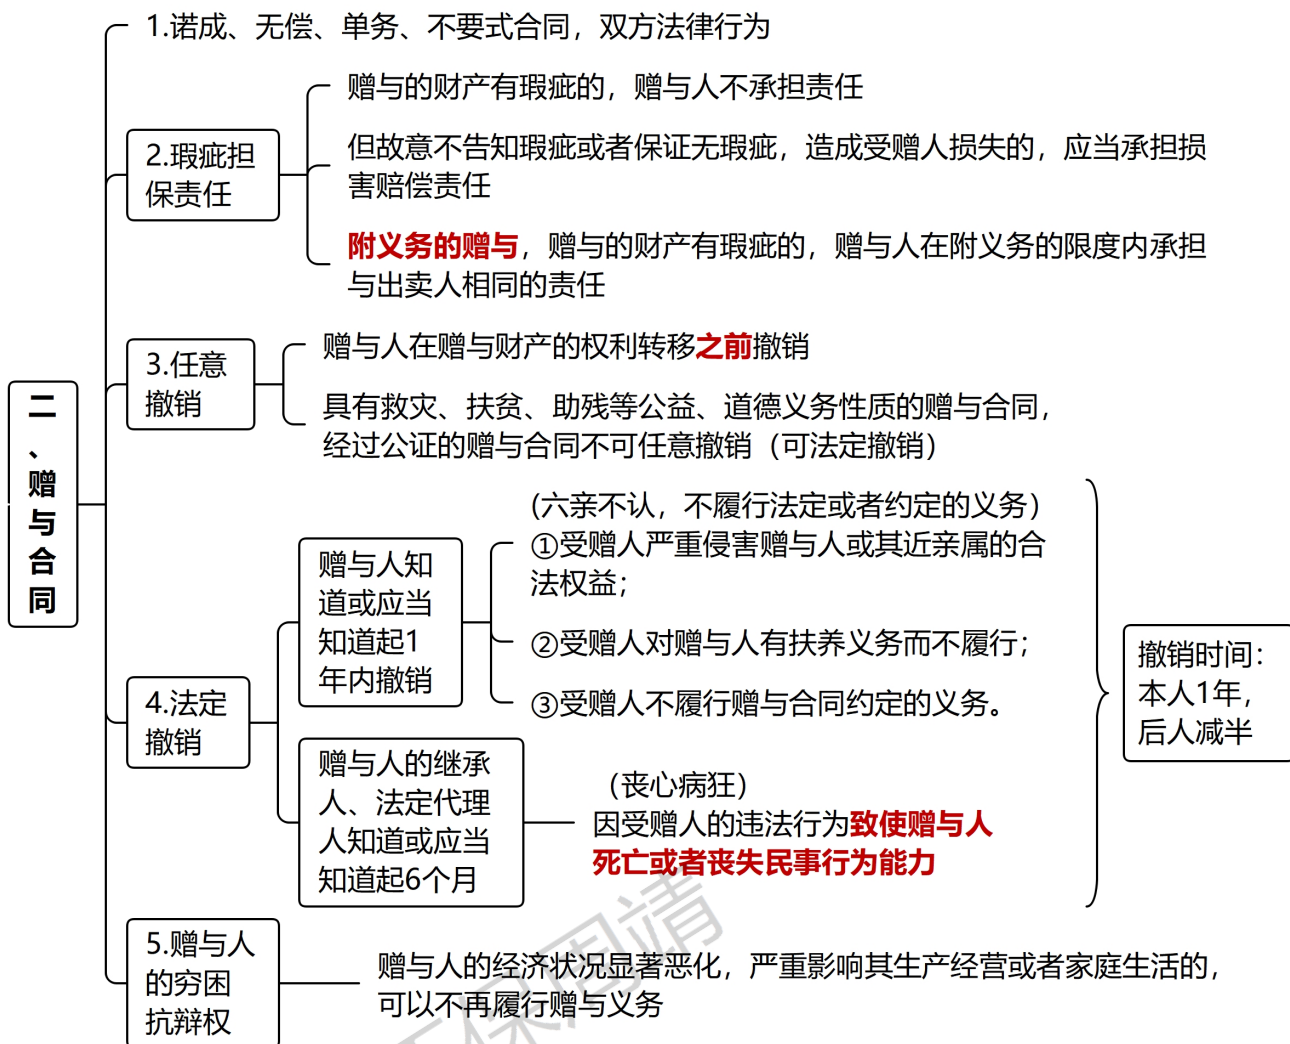 二、赠与合同
1.诺成、无偿、单务、不要式合同，双方法律行为
2.瑕疵担
保责任
赠与的财产有瑕疵的，赠与人不承担责任
但故意不告知瑕疵或者保证无瑕疵，造成受赠人损失的，应当承担损
害赔偿责任
附义务的赠与，赠与的财产有瑕疵的，赠与人在附义务的限度内承担
与出卖人相同的责任
3.任意
撤销
赠与人在赠与财产的权利转移之前撤销
具有救灾、扶贫、助残等公益、道德义务性质的赠与合同，
经过公证的赠与合同不可任意撤销（可法定撤销）
4.法定
撤销
赠与人知
道或应当
知道起1
年内撤销
(六亲不认，不履行法定或者约定的义务）
①受赠人严重侵害赠与人或其近亲属的合
法权益；
②受赠人对赠与人有扶养义务而不履行；
③受赠人不履行赠与合同约定的义务。
赠与人的继承
人、法定代理
人知道或应当
知道起6个月
（丧心病狂）
因受赠人的违法行为致使赠与人
死亡或者丧失民事行为能力
撤销时间：
本人1年，
后人减半
5.赠与人
的穷困
抗辩权
赠与人的经济状况显著恶化，严重影响其生产经营或者家庭生活的，
可以不再履行赠与义务
保周靖